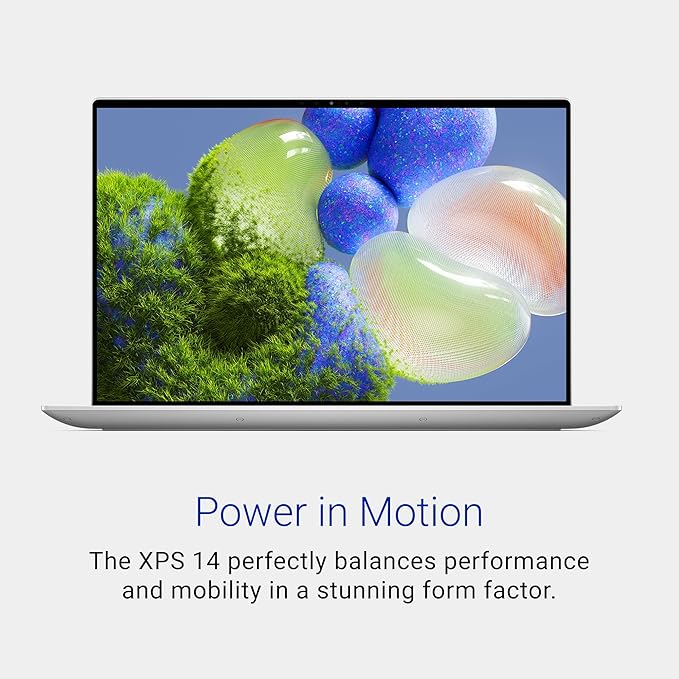 Power in Motion
The XPS 14 perfectly balances performance
and mobility in a stunning form factor.